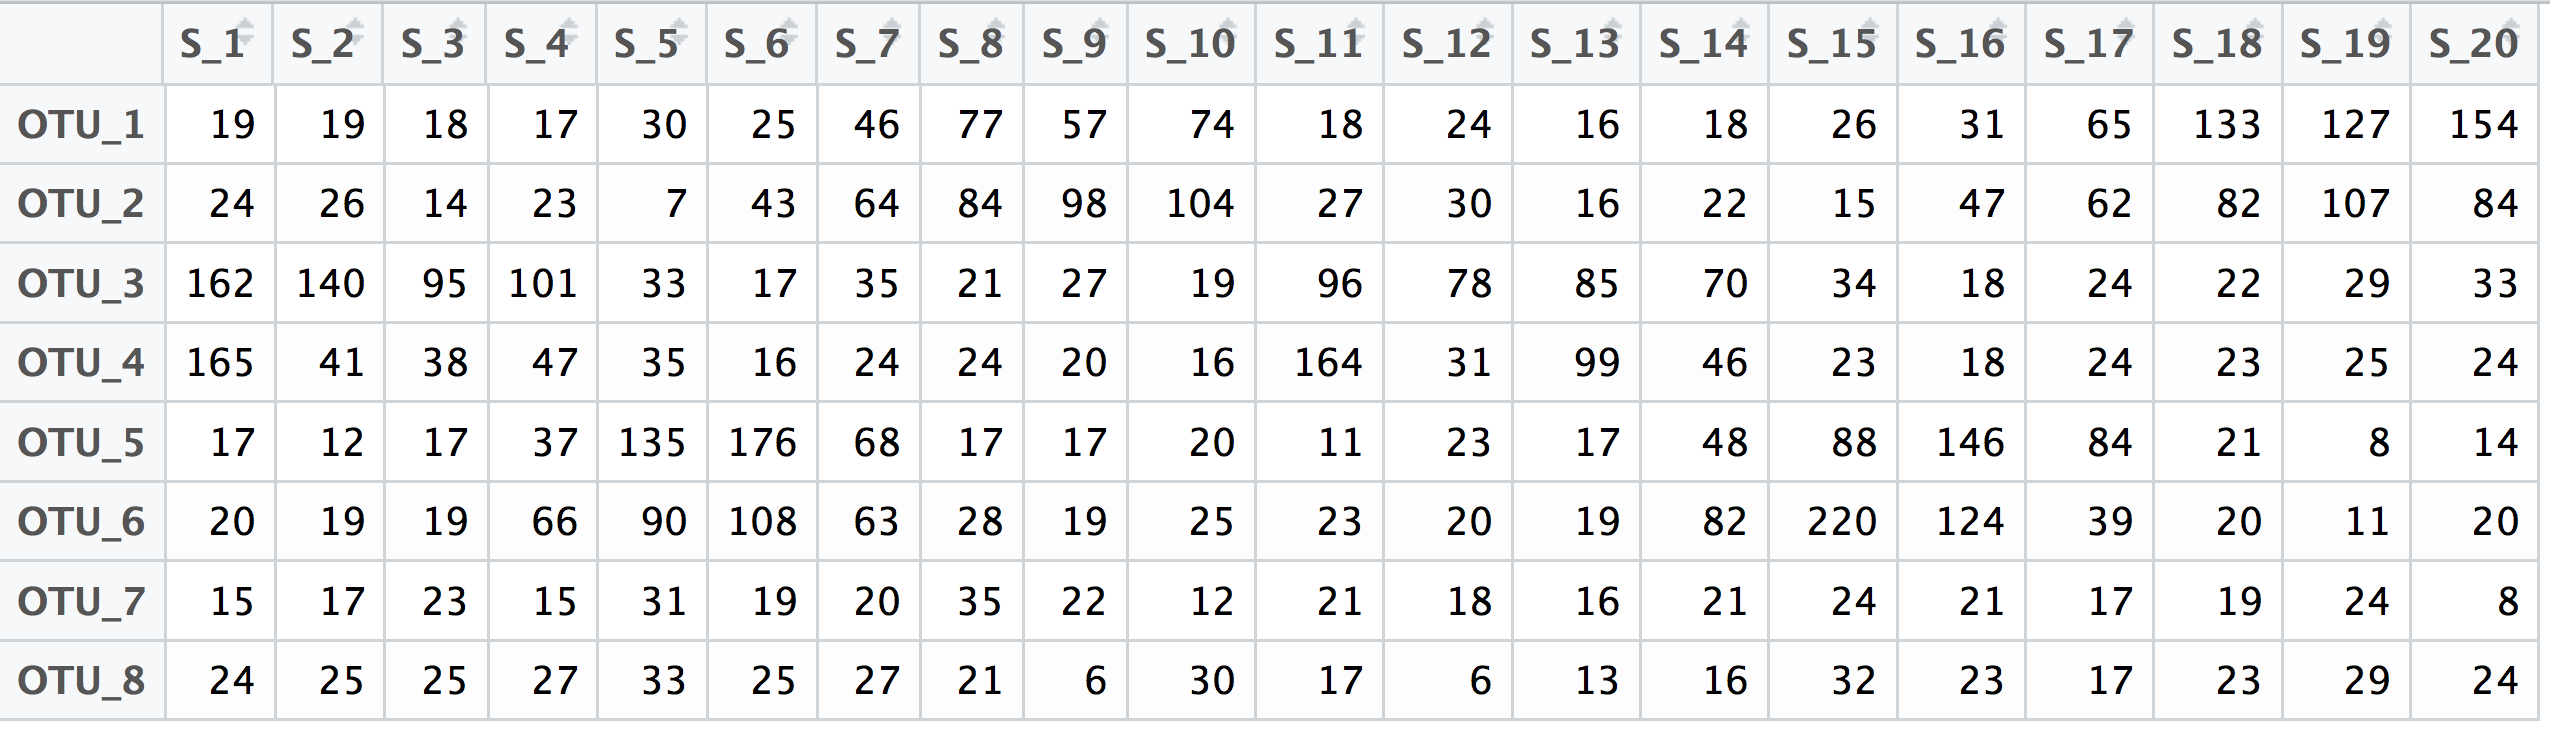 S_1 S_2 S_3 S_4 S_5 S_6 S_7 S_8 S_9 S_10 S_11 S_12 S_13 S_14 S_15 S_16 S_17 S_18 S_19 S_20
OTU_1 19 19 18 17 30 25 46 77 57 74 18 24 16 18 26 31 65 133 127 154
OTU_2 24 26 14 23 7 43 64 84 98 104 27 30 16 22 15 47 62 82 107 84
OTU_3 162 140 95 101 33 17 35 21 27 19 96 78 85 70 34 18 24 22 29 33
OTU_4 165 41 38 47 35 16 24 24 20 16 164 31 99 46 23 18 24 23 25 24
OTU_5 17 12 17 37 135 176 68 17 17 20 11 23 17 48 88 146 84 21 8 14
OTU_6 20 19 19 66 90 108 63 28 19 25 23 20 19 82 220 124 39 20 11 20
OTU_7 15 17 23 15 31 19 20 35 22 12 21 18 16 21 24 21 17 19 24 8
OTU_8 24 25 25 27 33 25 27 21 6 30 17 6 13 16 32 23 17 23 29 24